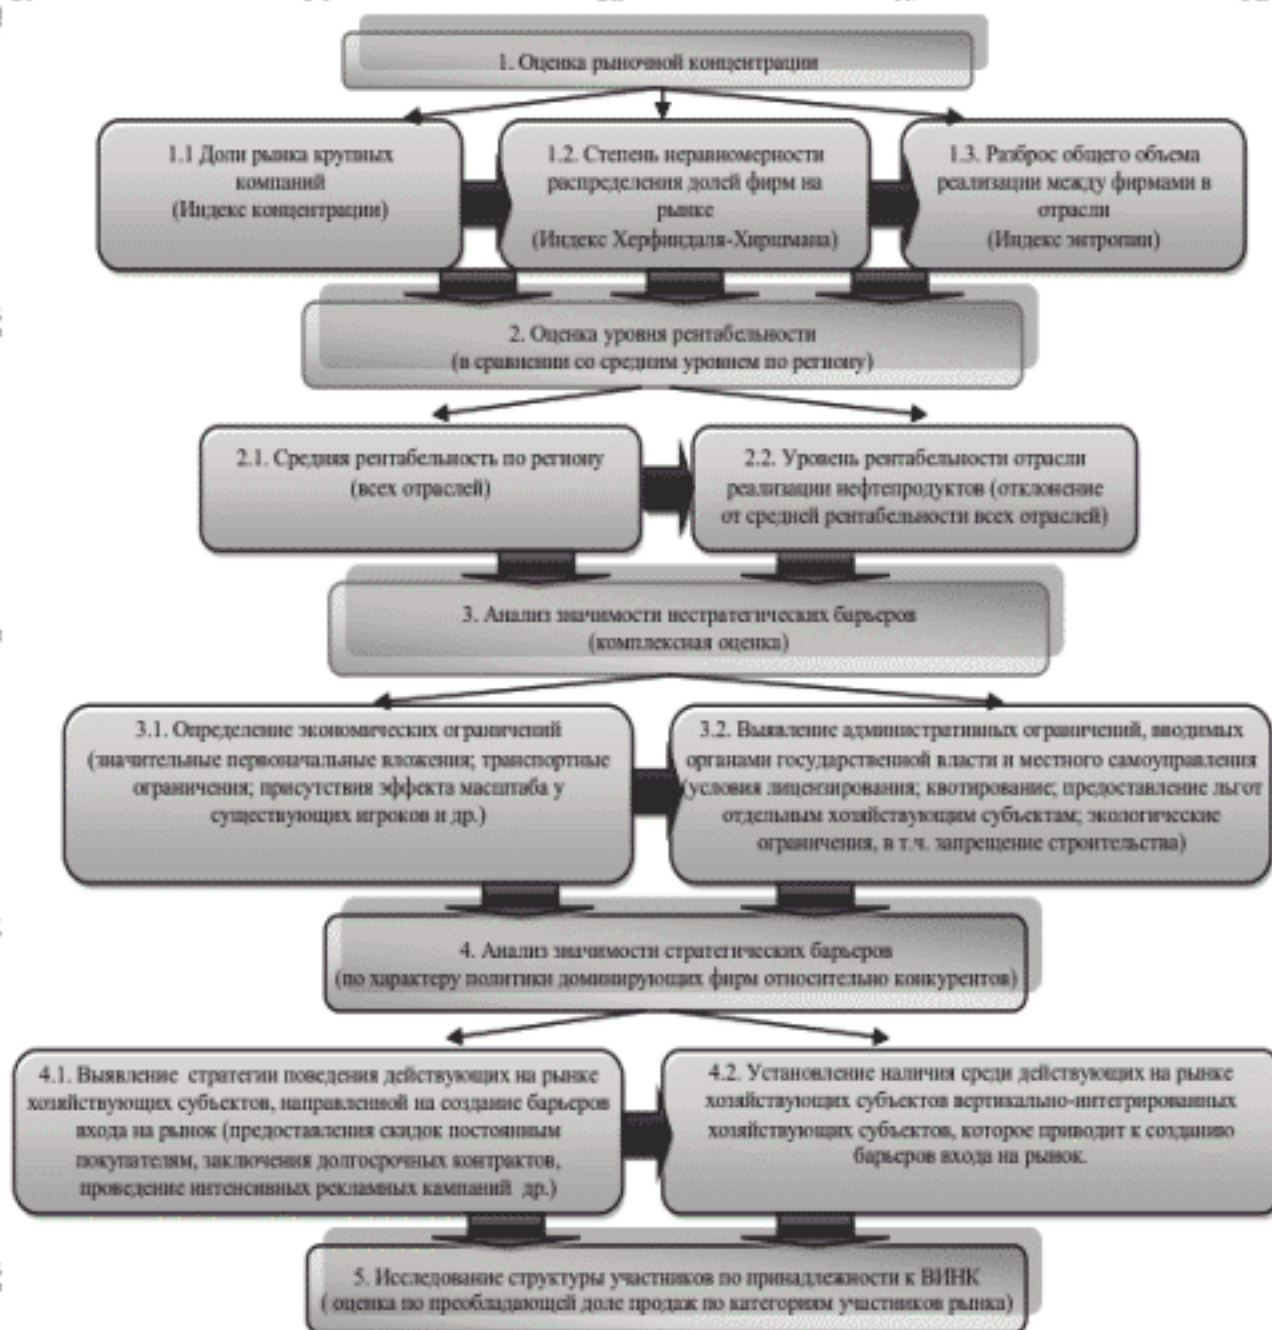 1. Оценка рыночной концентрации
1.1 Доли рынка крупных
компаний
(Индекс концентрации)
1.2. Степень неравномерности
распределения долей фирм на
рынке
(Индекс Херфиндаля-Хиршмана)
1.3. Разброс общего объема
реализации между фирмами в
отрасли
(Индекс энтропии)
2. Оценка уровня рентабельности
(в сравнении со средним уровнем по региону)
2.1. Средняя рентабельность по региону
(всех отраслей)
2.2. Уровень рентабельности отрасли
реализации нефтепродуктов (отклонение
от средней рентабельности всех отраслей)
3. Анализ значимости нестратегических барьеров
(комплексная оценка)
3.1. Определение экономических ограничений
(значительные первоначальные вложения; транспортные
ограничения; присутствия эффекта масштаба у
существующих игроков и др.)
3.2. Выявление административных ограничений, вводимых
органами государственной власти и местного самоуправления
(условия лицензирования; квотирование; предоставление льгот
отдельным хозяйствующим субъектам; экологические
ограничения, в т.ч. запрещение строительства)
4. Анализ значимости стратегических барьеров
(по характеру политики доминирующих фирм относительно конкурентов)
4.1. Выявление стратегии поведения действующих на рынке
хозяйствующих субъектов, направленной на создание барьеров
входа на рынок (предоставления скидок постоянным
покупателям, заключения долгосрочных контрактов,
проведение интенсивных рекламных кампаний др.)
4.2. Установление наличия среди действующих на рынке
хозяйствующих субъектов вертикально-интегрированных
хозяйствующих субъектов, которое приводит к созданию
барьеров входа на рынок.
5. Исследование структуры участников по принадлежности к ВИНК
( оценка по преобладающей доле продаж по категориям участников рынка)